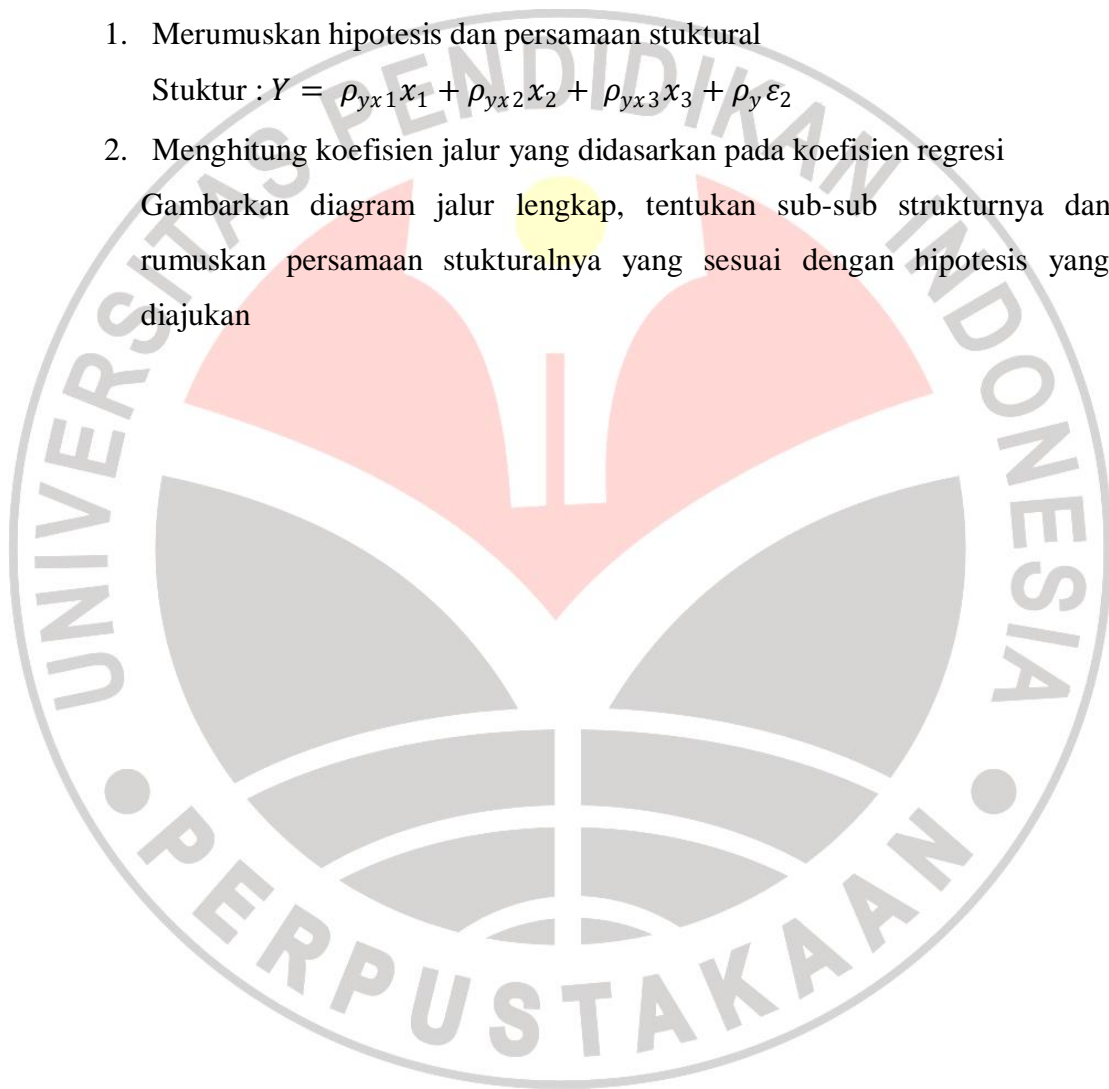 1. Merumuskan hipotesis dan persamaan stuktural
Stuktur : 𝑌 = 𝜌𝑦𝑥1𝑥1 + 𝜌𝑦𝑥2𝑥2 + 𝜌𝑦𝑥3𝑥3 + 𝜌𝑦𝜀2
2. Menghitung koefisien jalur yang didasarkan pada koefisien regresi
Gambarkan diagram jalur lengkap, tentukan sub-sub strukturnya dan
rumuskan persamaan stukturalnya yang sesuai dengan hipotesis yang
diajukan
UNIVERSITAS PENDIDIKAN INDONESIA
PERPUSTAKAAN